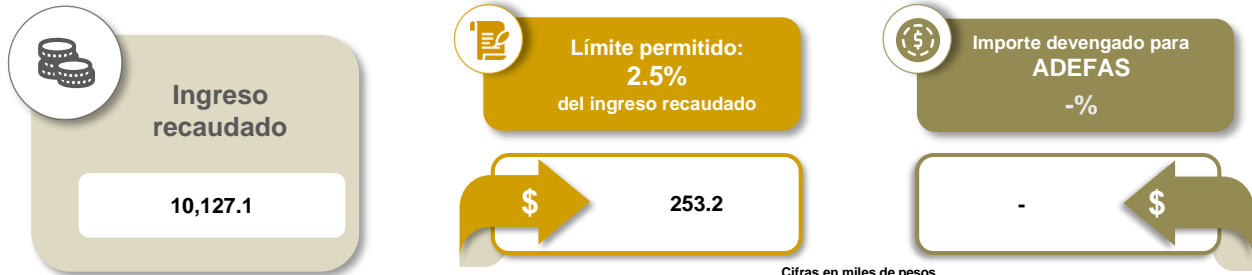 Ingreso
recaudado
10,127.1
Límite permitido:
2.5%
del ingreso recaudado
$
253.2
Importe devengado para
ADEFAS
-%
-
$
Cifras en miles de pesos